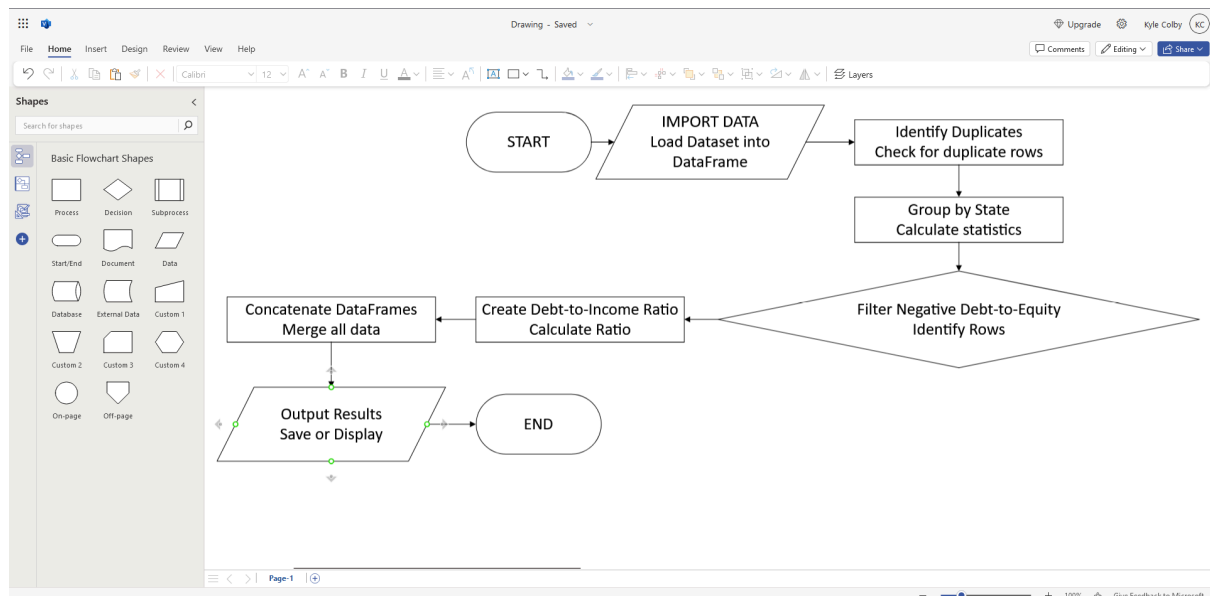 Drawing - Saved
Upgrade
Kyle Colby
KC
File Home Insert Design Review View Help
Comments
Editing
Share
Calibri
12
A A B I U A
A
A
Layers
Shapes
Search for shapes
Basic Flowchart Shapes
Process Decision Subprocess
Start/End Document Data
Database External Data Custom 1
Custom 2 Custom 3 Custom 4
On-page Off-page
START
IMPORT DATA
Load Dataset into
DataFrame
Identify Duplicates
Check for duplicate rows
Group by State
Calculate statistics
Filter Negative Debt-to-Equity
Identify Rows
Create Debt-to-Income Ratio
Calculate Ratio
Concatenate DataFrames
Merge all data
Output Results
Save or Display
END
Page-1
100%
Give Feedback to Microsoft